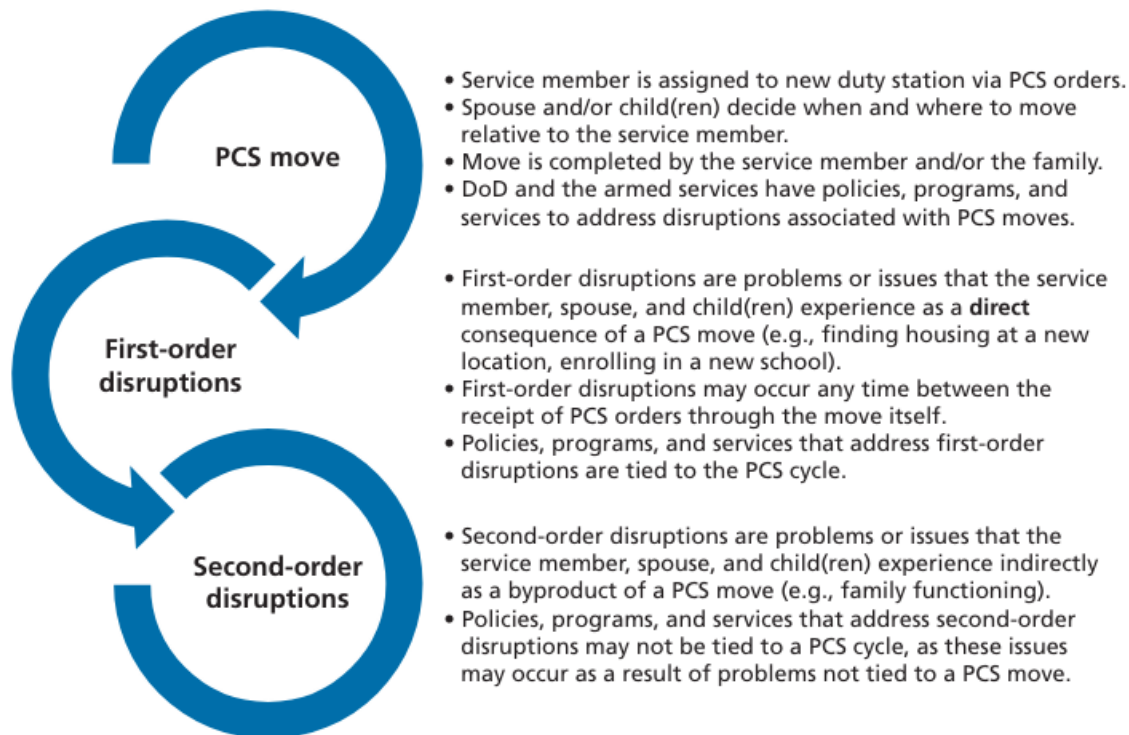 PCS move
• Service member is assigned to new duty station via PCS orders.
• Spouse and/or child(ren) decide when and where to move
relative to the service member.
• Move is completed by the service member and/or the family.
• DoD and the armed services have policies, programs, and
services to address disruptions associated with PCS moves.
First-order
disruptions
• First-order disruptions are problems or issues that the service
member, spouse, and child(ren) experience as a direct
consequence of a PCS move (e.g., finding housing at a new
location, enrolling in a new school).
• First-order disruptions may occur any time between the
receipt of PCS orders through the move itself.
• Policies, programs, and services that address first-order
disruptions are tied to the PCS cycle.
Second-order
disruptions
• Second-order disruptions are problems or issues that the
service member, spouse, and child(ren) experience indirectly
as a byproduct of a PCS move (e.g., family functioning).
• Policies, programs, and services that address second-order
disruptions may not be tied to a PCS cycle, as these issues
may occur as a result of problems not tied to a PCS move.